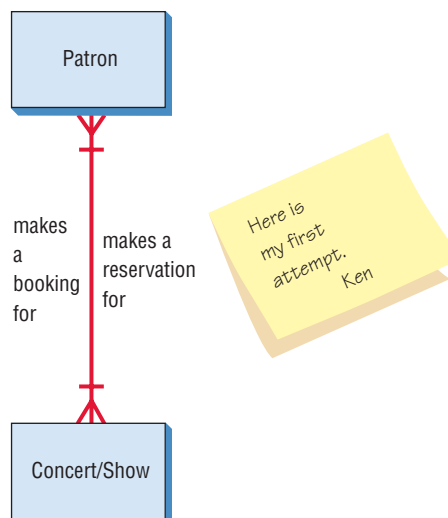 Patron
makes
a
booking
for
makes a
reservation
for
Here is
my first
attempt.
Ken
Concert/Show